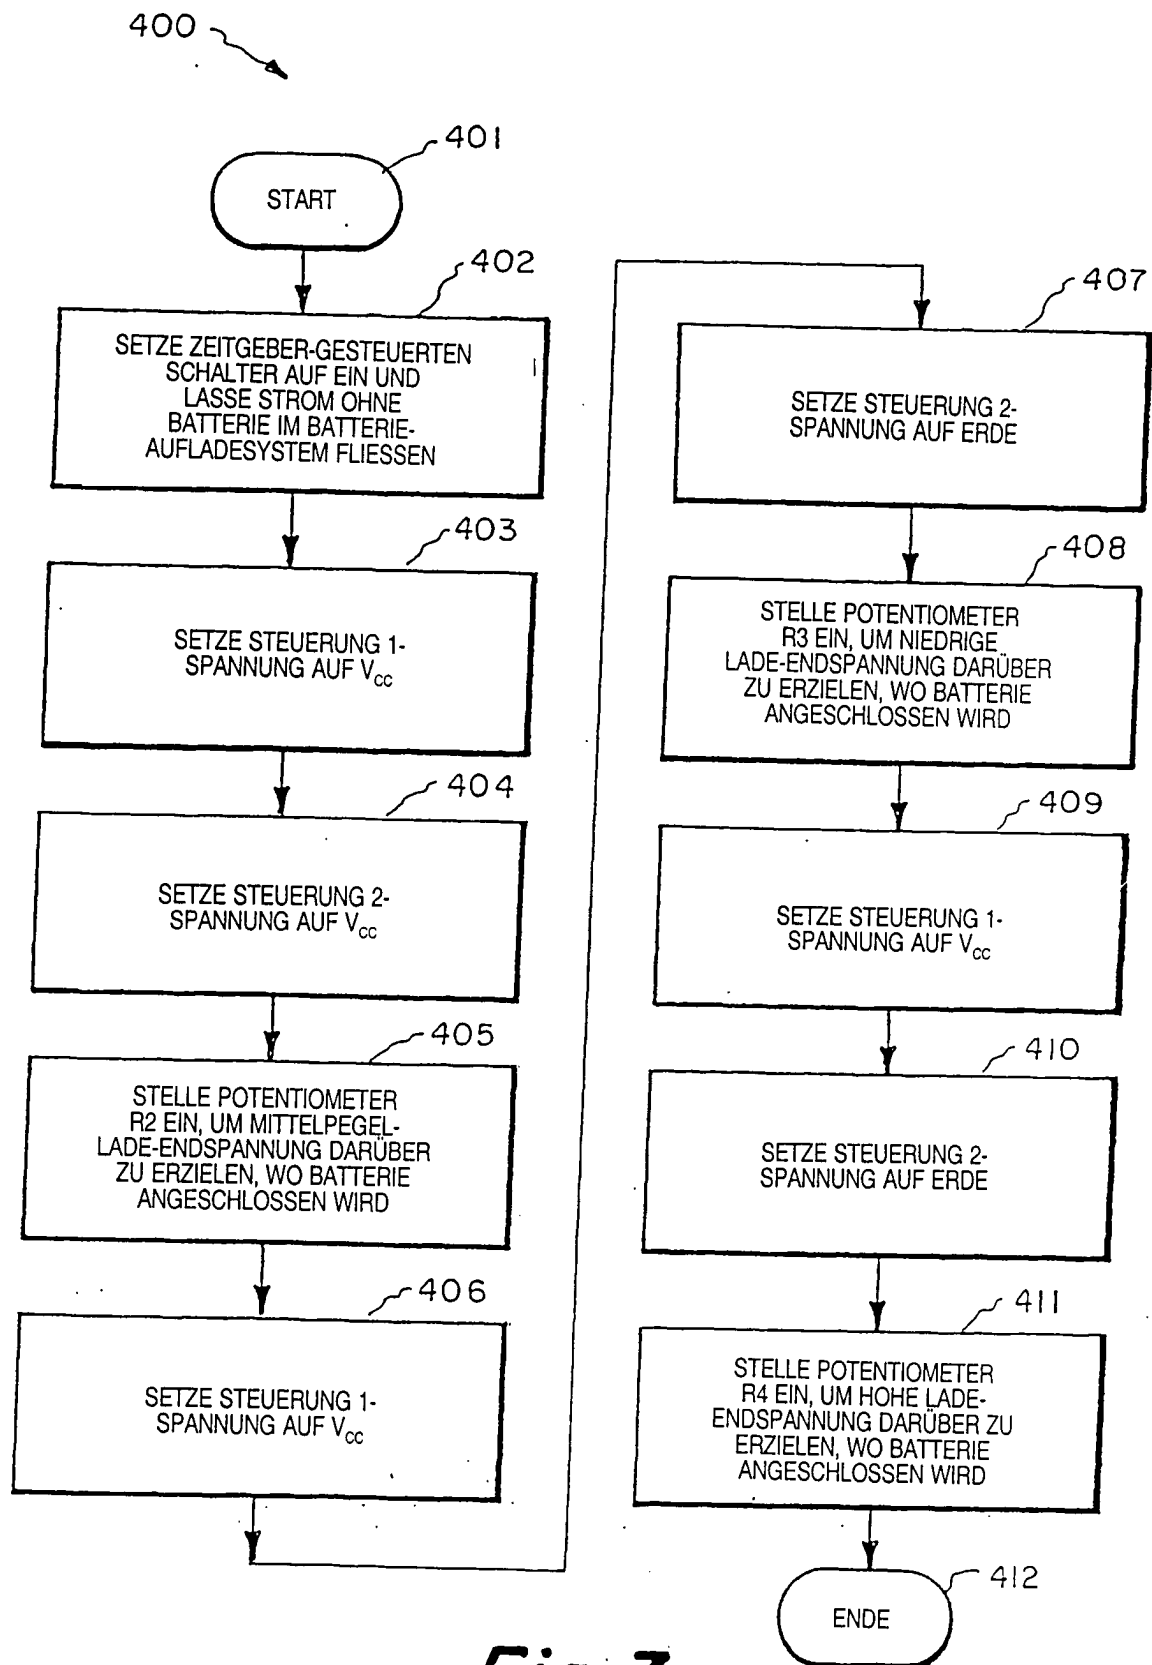 400
401
START
402
SETZE ZEITGEBER-GESTEUERTEN
SCHALTER AUF EIN UND
LASSE STROM OHNE
BATTERIE IM BATTERIE-
AUFLADESYSTEM FLIESSEN
403
SETZE STEUERUNG 1-
SPANNUNG AUF VCC
404
SETZE STEUERUNG 2-
SPANNUNG AUF VCC
405
STELLE POTENTIOMETER
R2 EIN, UM MITTELPEGEL-
LADE-ENDSPANNUNG DARÜBER
ZU ERZIELEN, WO BATTERIE
ANGESCHLOSSEN WIRD
406
SETZE STEUERUNG 1-
SPANNUNG AUF VCC
407
SETZE STEUERUNG 2-
SPANNUNG AUF ERDE
408
STELLE POTENTIOMETER
R3 EIN, UM NIEDRIGE
LADE-ENDSPANNUNG DARÜBER
ZU ERZIELEN, WO BATTERIE
ANGESCHLOSSEN WIRD
409
SETZE STEUERUNG 1-
SPANNUNG AUF VCC
410
SETZE STEUERUNG 2-
SPANNUNG AUF ERDE
411
STELLE POTENTIOMETER
R4 EIN, UM HOHE LADE-
ENDSPANNUNG DARÜBER ZU
ERZIELEN, WO BATTERIE
ANGESCHLOSSEN WIRD
412
ENDE